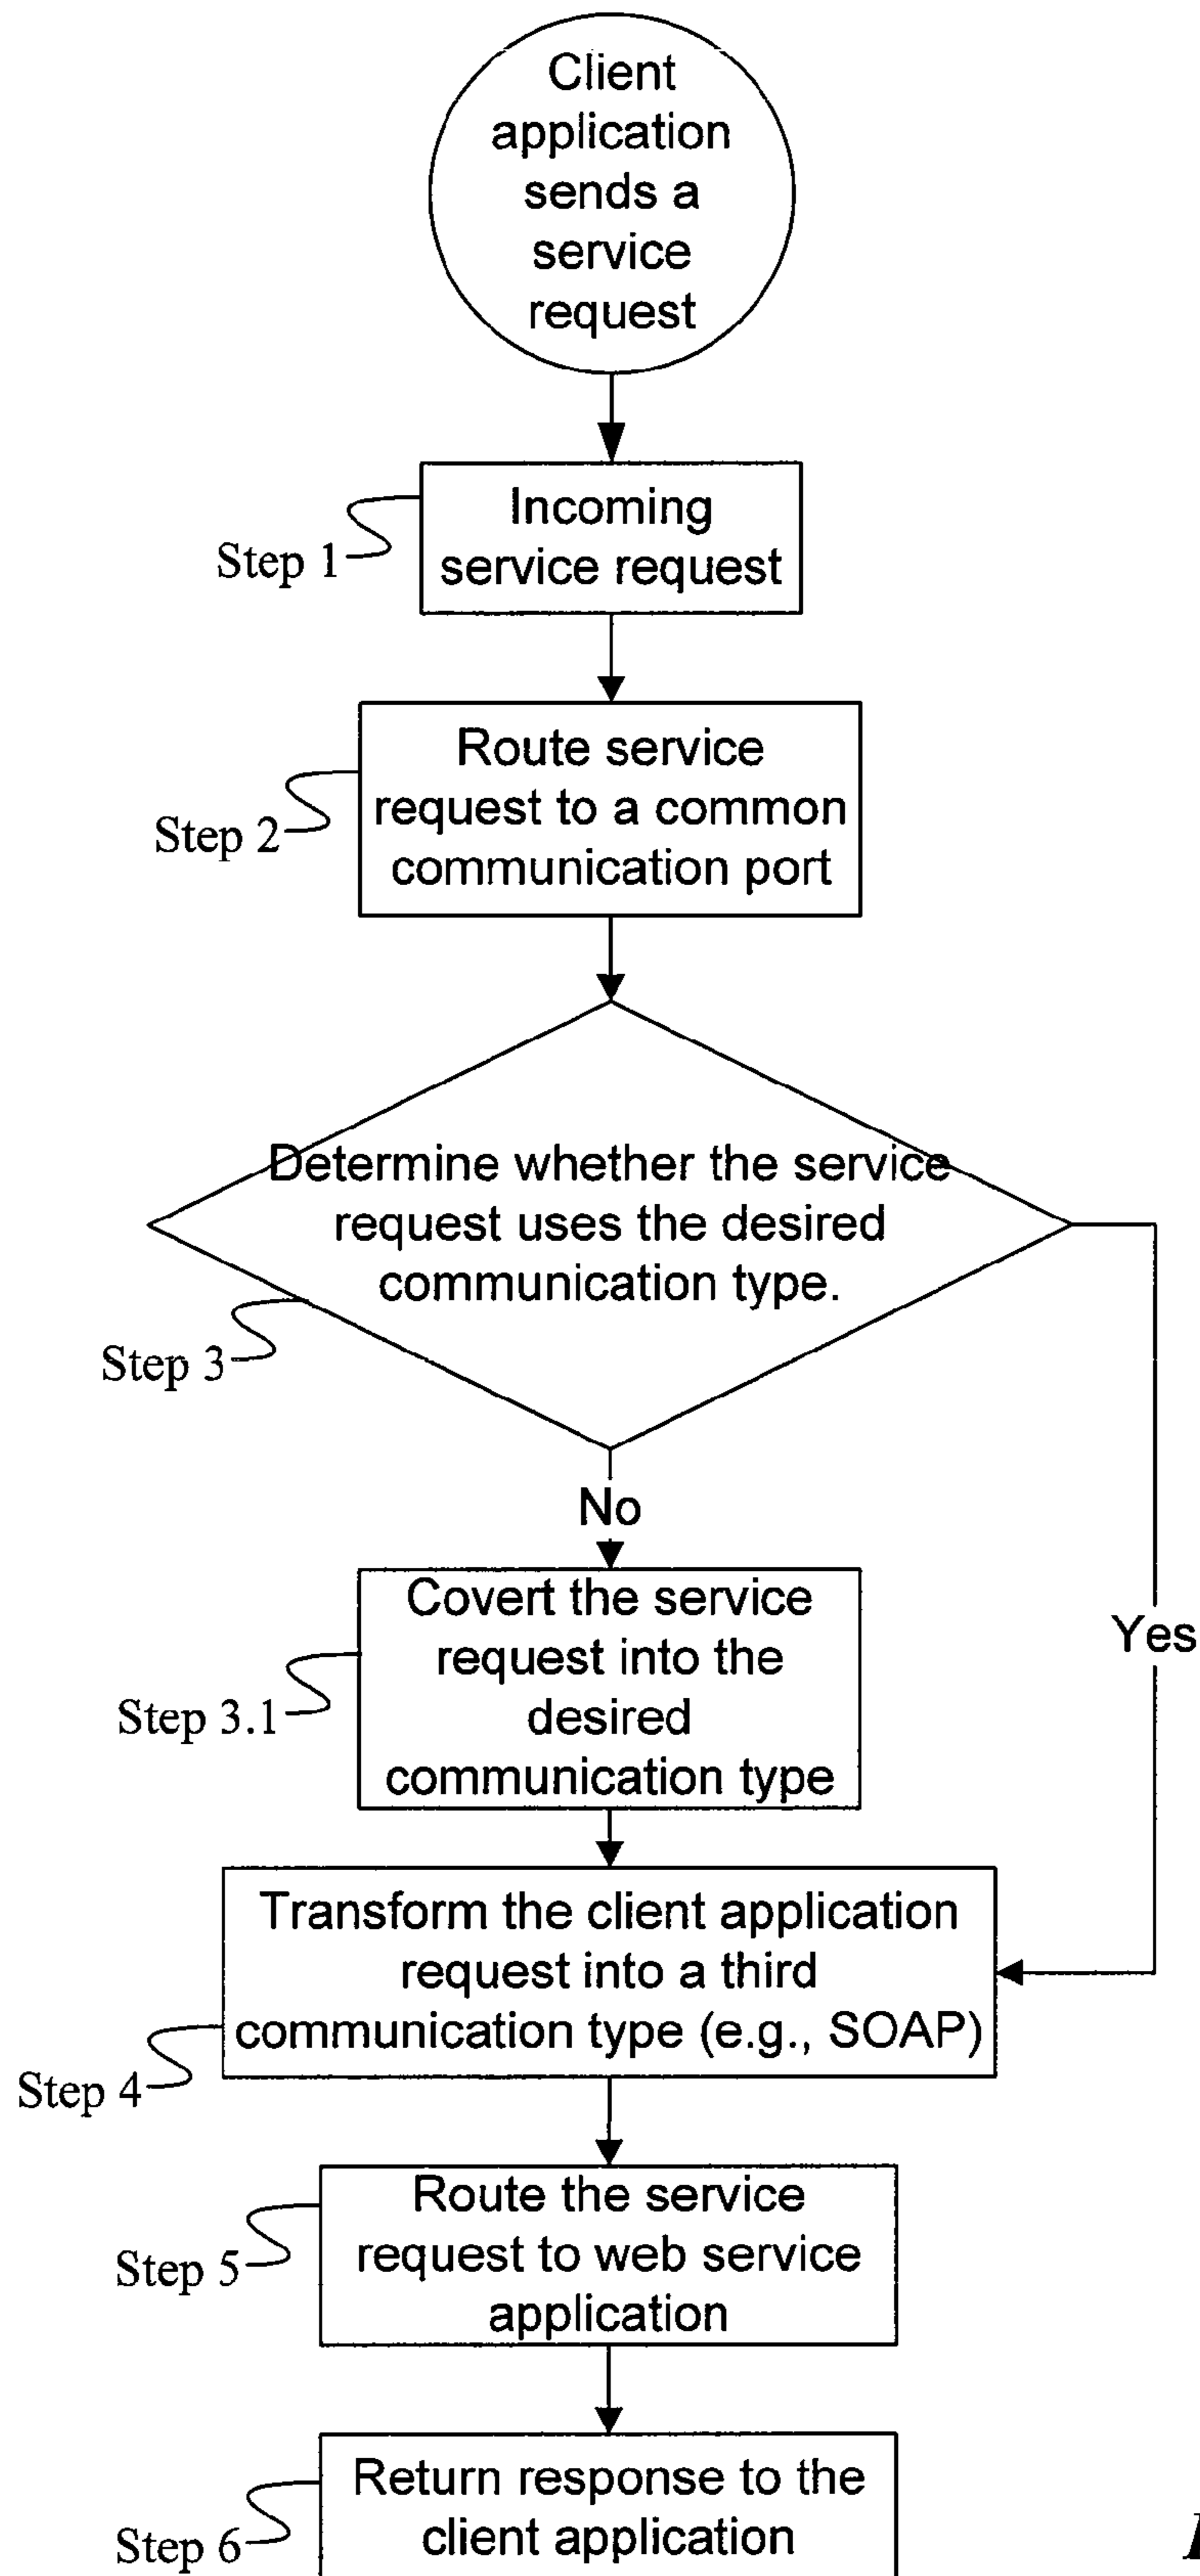 Client
application
sends a
service
request
Incoming
service request
Step 1
Route service
request to a common
communication port
Step 2
Determine whether the service
request uses the desired
communication type.
Step 3
No
Yes
Covert the service
request into the
desired
communication type
Step 3.1
Transform the client application
request into a third
communication type (e.g., SOAP)
Step 4
Route the service
request to web service
application
Step 5
Return response to the
client application
Step 6